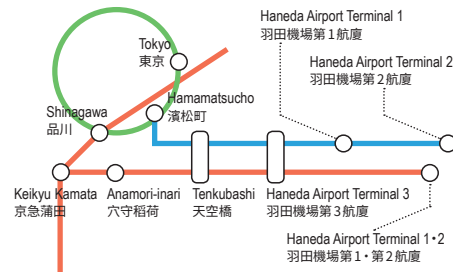 Haneda Airport Terminal 1
羽田機場第1航廈
Tokyo
東京
Haneda Airport Terminal 2
羽田機場第2航廈
Hamamatsucho
濱松町
Shinagawa
品川
Keikyu Kamata
京急蒲田
Anamori-inari
穴守稲荷
Tenkubashi
天空橋
Haneda Airport Terminal 3
羽田機場第3航廈
Haneda Airport Terminal 1・2
羽田機場第1・第2航廈